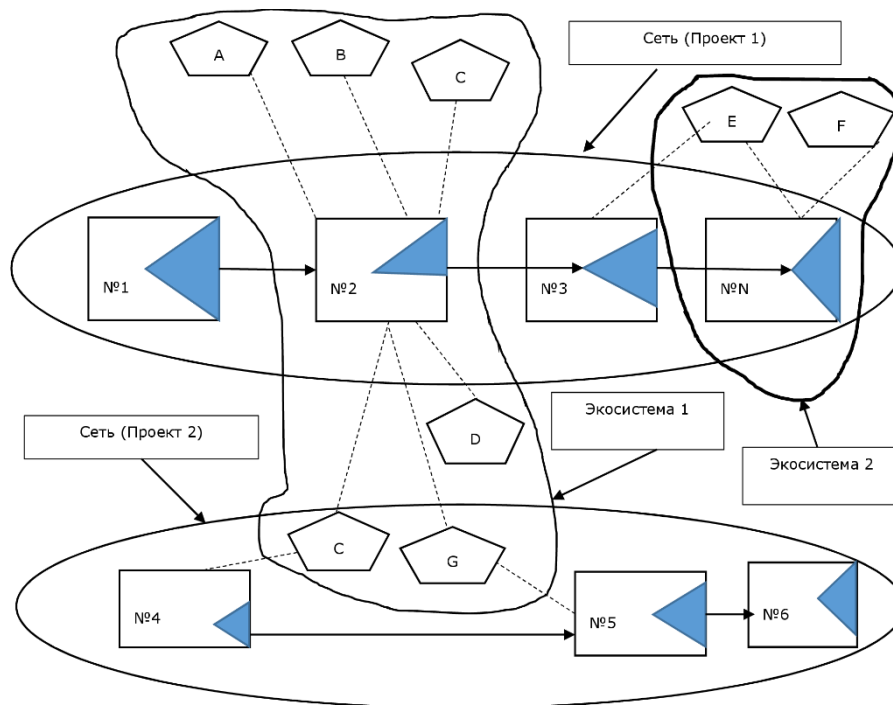 A
B
C
Сеть (Проект 1)
E
F
№1
№2
№3
№N
D
Сеть (Проект 2)
Экосистема 1
Экосистема 2
C
G
№4
№5
№6